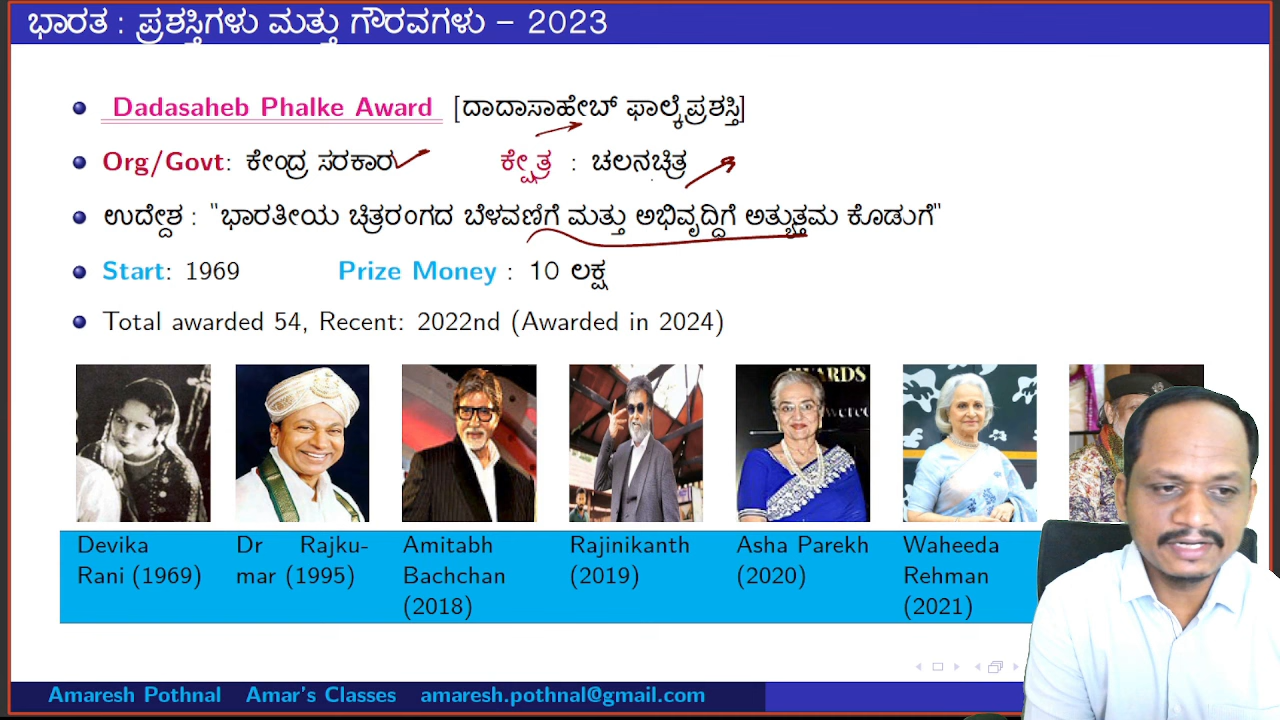 ಭಾರತ : ಪ್ರಶಸ್ತಿಗಳು ಮತ್ತು ಗೌರವಗಳು – 2023
Dadasaheb Phalke Award [ದಾದಾಸಾಹೇಬ್ ಫಾಲ್ಕೆ ಪ್ರಶಸ್ತಿ]
Org/Govt: ಕೇಂದ್ರ ಸರಕಾರ ಕ್ಷೇತ್ರ : ಚಲನಚಿತ್ರ
ಉದೇಶ : "ಭಾರತೀಯ ಚಿತ್ರರಂಗದ ಬೆಳವಣಿಗೆ ಮತ್ತು ಅಭಿವೃದ್ಧಿಗೆ ಅತ್ಯುತ್ತಮ ಕೊಡುಗೆ"
Start: 1969 Prize Money : 10 ಲಕ್ಷ
Total awarded 54, Recent: 2022nd (Awarded in 2024)
AWARDS
Devika Dr Rajku- Amitabh Rajinikanth Asha Parekh Waheeda
Rani (1969) mar (1995) Bachchan (2019) (2020) Rehman
(2018) (2021)
Amaresh Pothnal Amar's Classes amaresh.pothnal@gmail.com